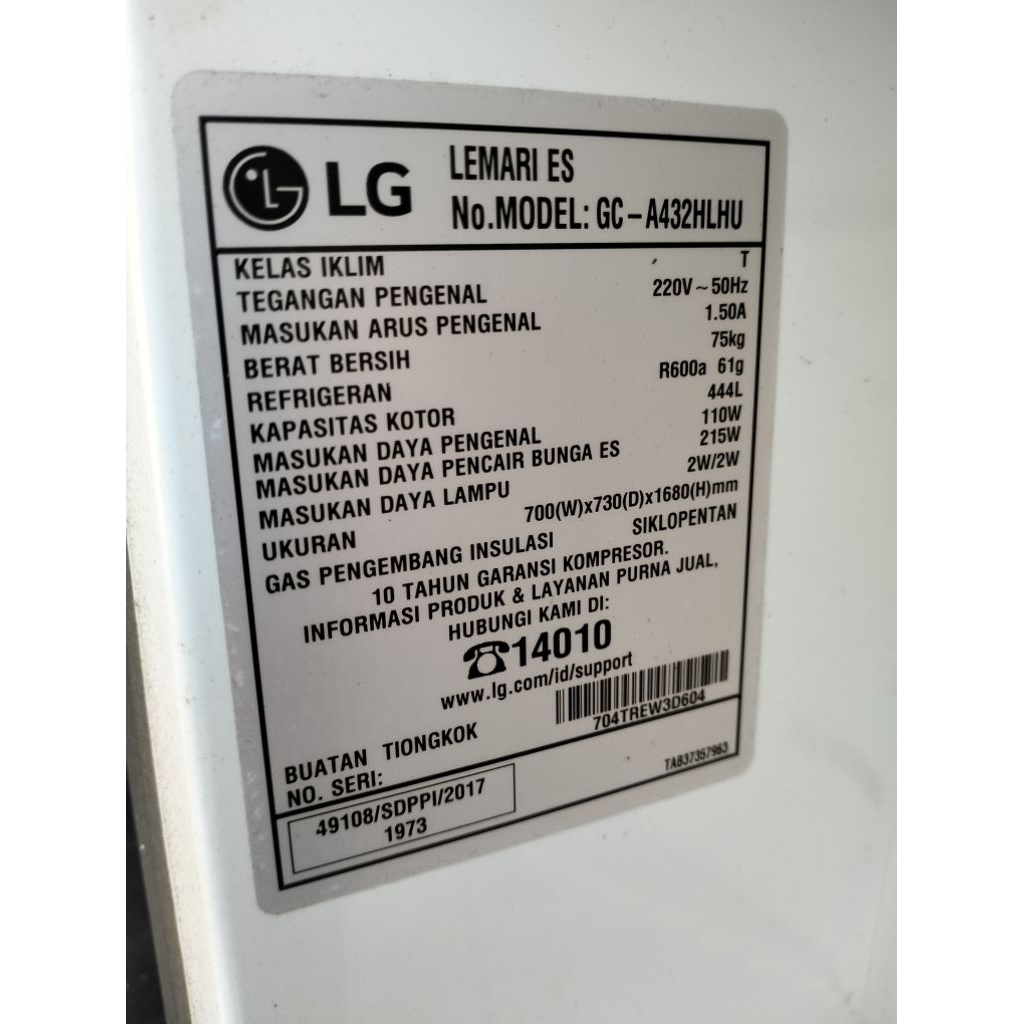 LG
LEMARI ES
No.MODEL: GC-A432HLHU
KELAS IKLIM T
TEGANGAN PENGENAL 220V~50Hz
MASUKAN ARUS PENGENAL 1.50A
BERAT BERSIH 75kg
REFRIGERAN R600a 61g
KAPASITAS KOTOR 444L
MASUKAN DAYA PENGENAL 110W
MASUKAN DAYA PENCAIR BUNGA ES 215W
MASUKAN DAYA LAMPU 2W/2W
UKURAN 700(W)x730(D)x1680(H)mm
GAS PENGEMBANG INSULASI SIKLOPENTAN
10 TAHUN GARANSI KOMPRESOR.
INFORMASI PRODUK & LAYANAN PURNA JUAL,
HUBUNGI KAMI DI:
☎14010
www.lg.com/id/support
BUATAN TIONGKOK
NO. SERI: 704TREW3D604
49108/SDPPI/2017
1973
TAB37357963